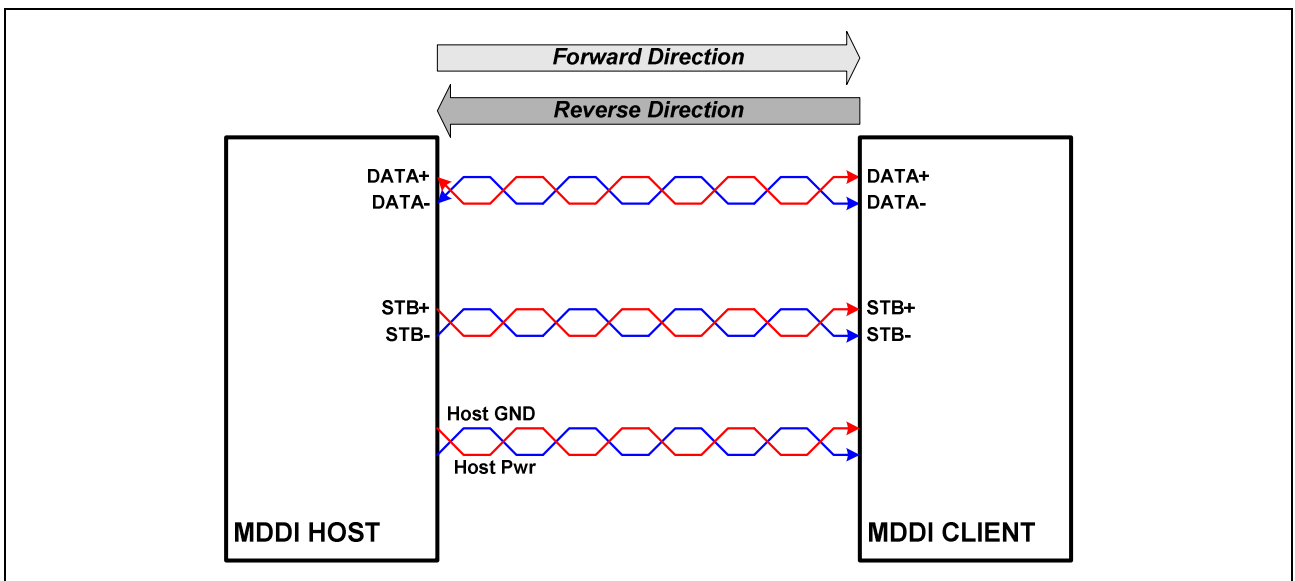 Forward Direction
Reverse Direction
DATA+
DATA-
DATA+
DATA-
STB+
STB-
STB+
STB-
Host GND
Host Pwr
MDDI HOST
MDDI CLIENT